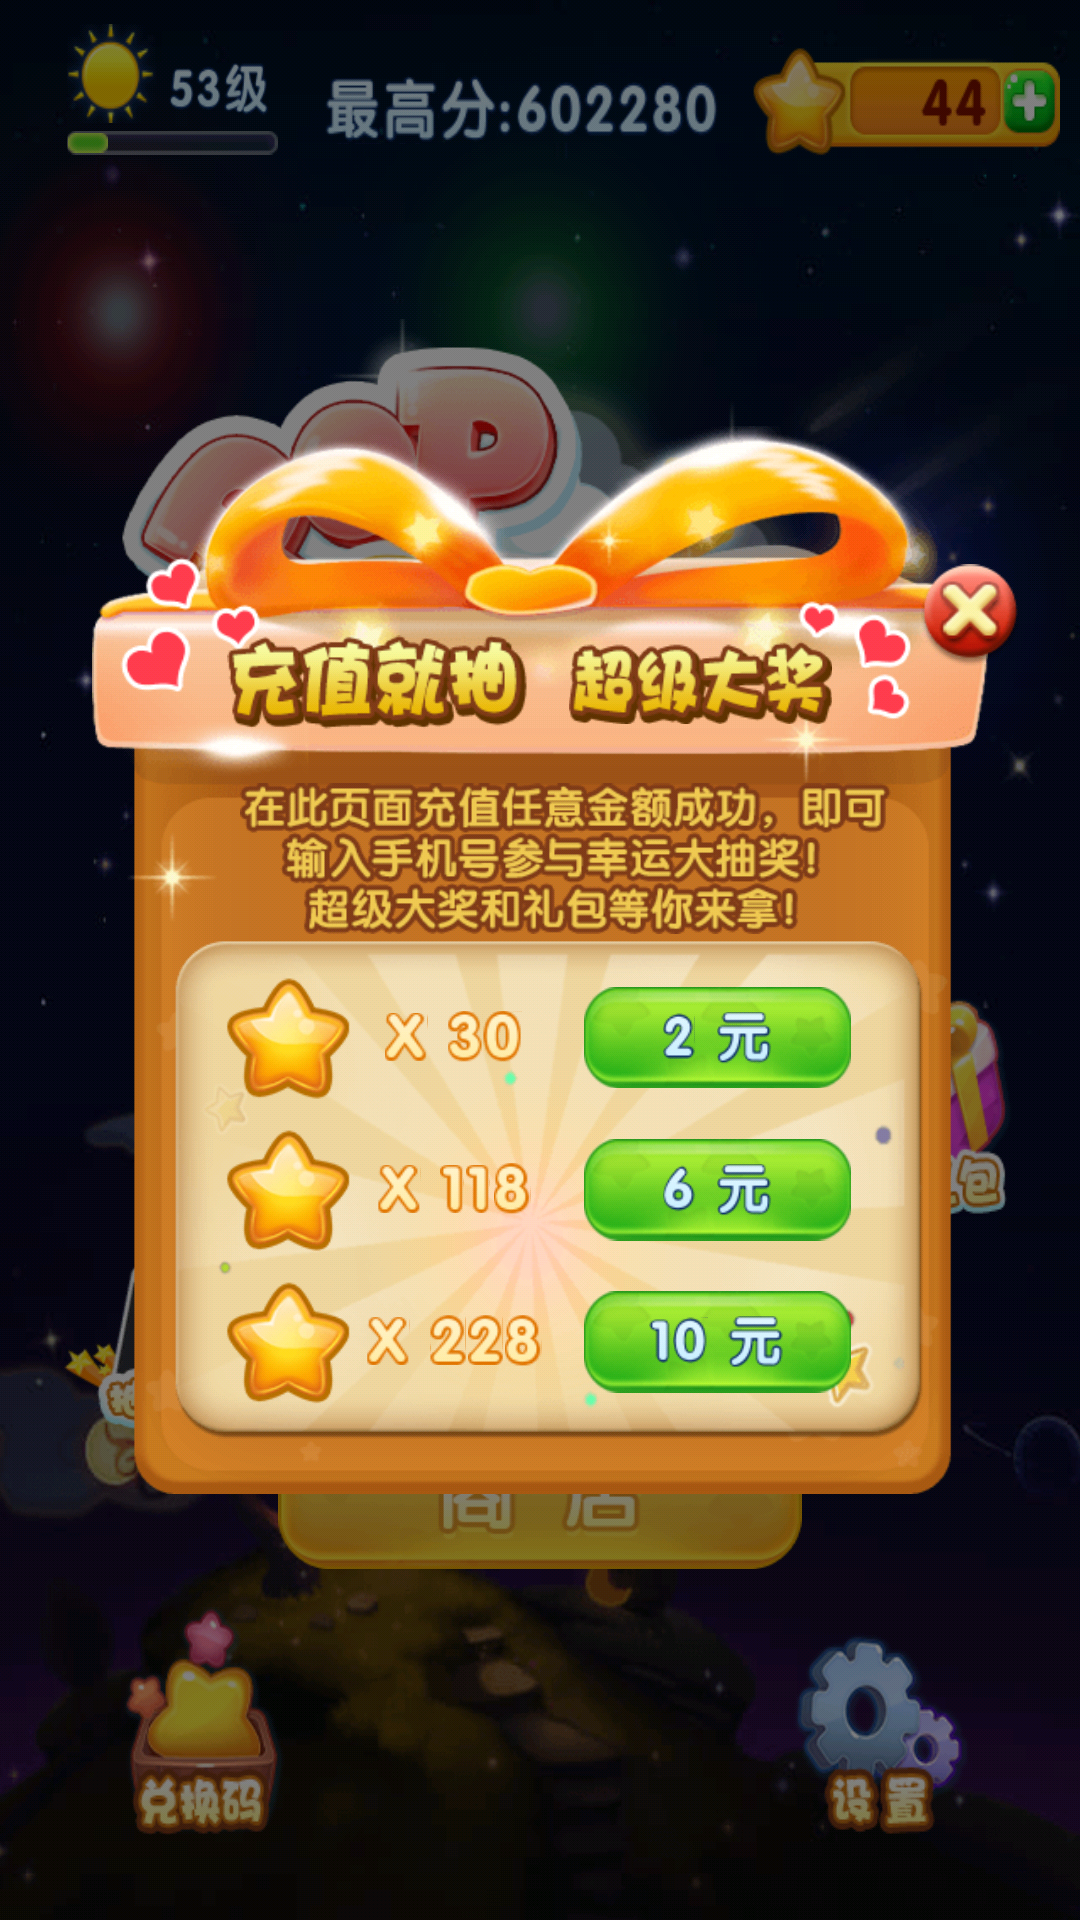 53级
最高分:602280
44
充值就抽 超级大奖
在此页面充值任意金额成功，即可
输入手机号参与幸运大抽奖！
超级大奖和礼包等你来拿！
X 30
2 元
X 118
6 元
X 228
10 元
包
商 店
兑换码
设置